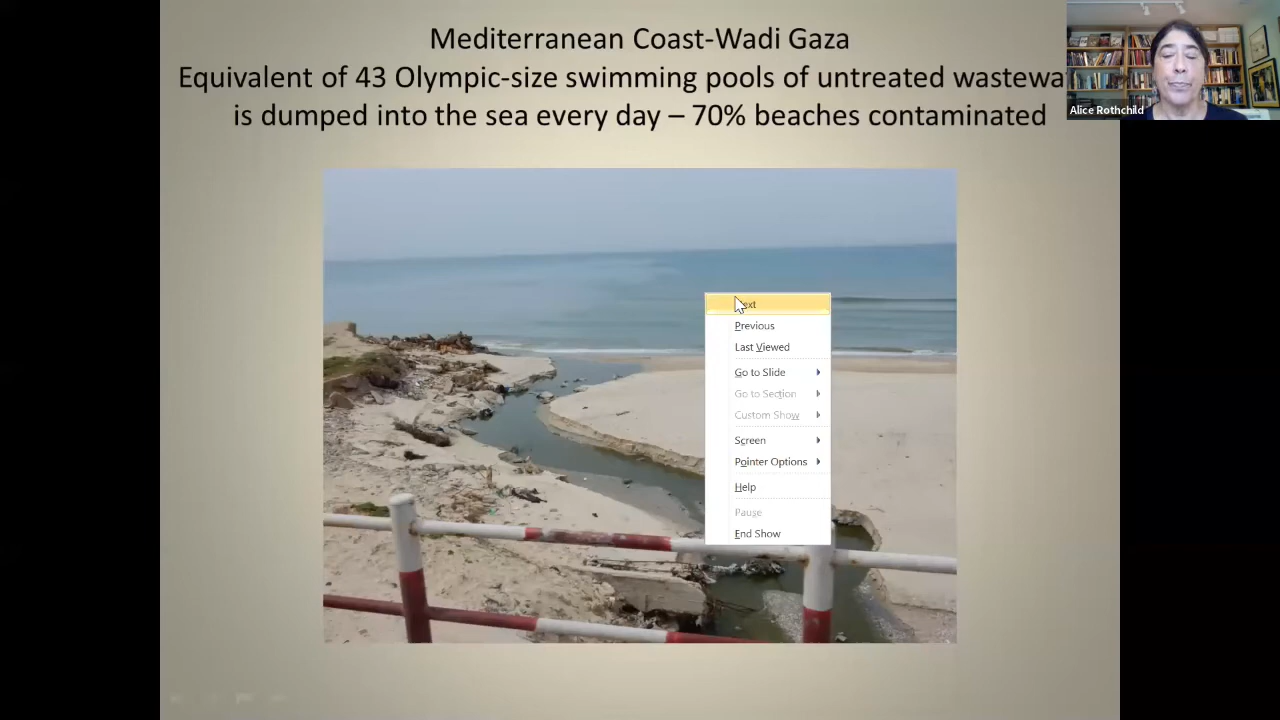 Mediterranean Coast-Wadi Gaza
Equivalent of 43 Olympic-size swimming pools of untreated
is dumped into the sea every day – 70% beaches contaminated
Alice Rothchild
Previous
Last Viewed
Go to Slide
Go to Section
Custom Show
Screen
Pointer Options
Help
Pause
End Show